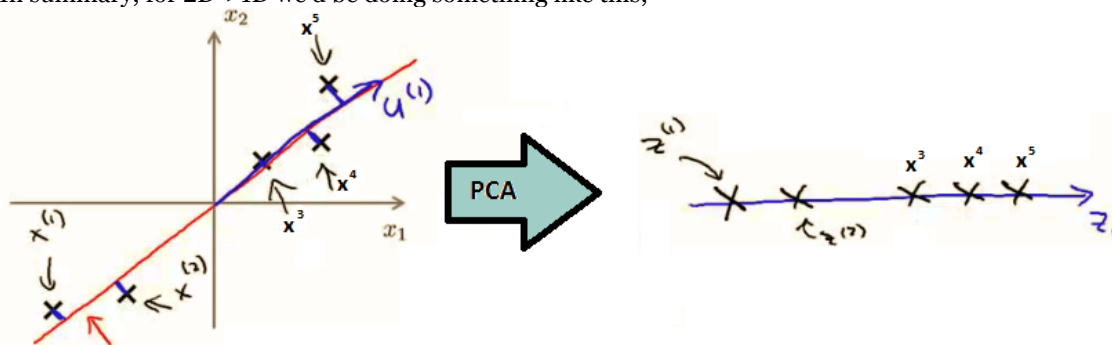 In summary, for 2D->1D we'd be doing something like this;
x₂
x⁵
u⁽¹⁾
x⁴
x³
x₁
x⁽¹⁾
x⁽²⁾
PCA
z⁽¹⁾
x³ x⁴ x⁵
z⁽²⁾